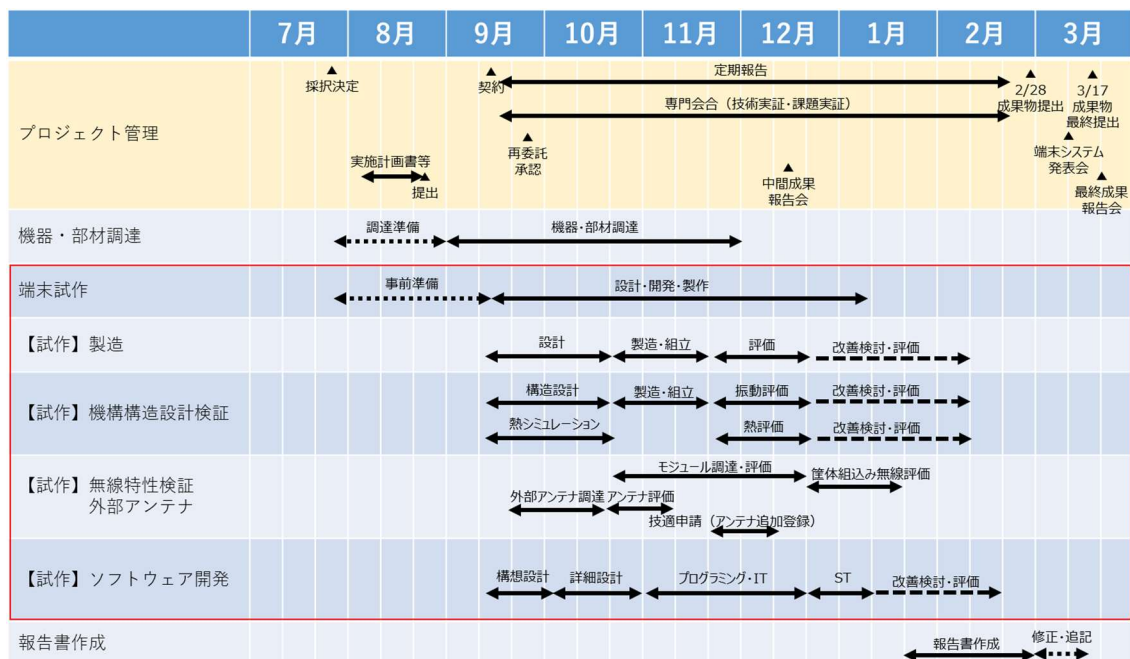 7月 8月 9月 10月 11月 12月 1月 2月 3月
プロジェクト管理
▲
採択決定
▲
契約
定期報告
▲
2/28
成果物提出
▲
3/17
成果物
最終提出
専門会合（技術実証・課題実証）
▲
再委託
承認
▲
端末システム
発表会
実施計画書等
▲
提出
▲
中間成果
報告会
▲
最終成果
報告会
機器・部材調達
調達準備
機器・部材調達
端末試作
事前準備
設計・開発・製作
【試作】製造
設計
製造・組立
評価
改善検討・評価
【試作】機構構造設計検証
構造設計
製造・組立
振動評価
改善検討・評価
熱シミュレーション
熱評価
改善検討・評価
【試作】無線特性検証
外部アンテナ
モジュール調達・評価
筐体組込み無線評価
外部アンテナ調達
アンテナ評価
技適申請（アンテナ追加登録）
【試作】ソフトウェア開発
構想設計
詳細設計
プログラミング・IT
ST
改善検討・評価
報告書作成
報告書作成
修正・追記